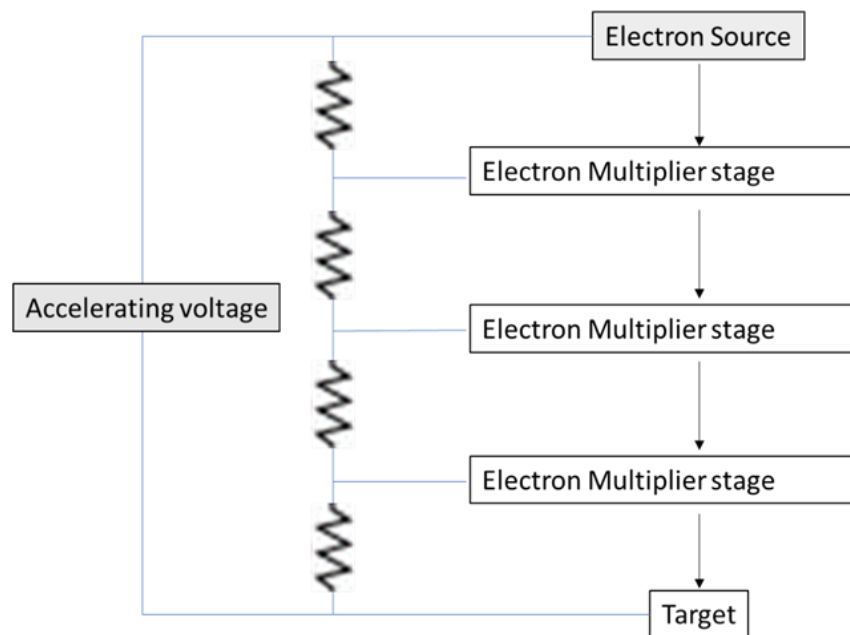 Electron Source
Electron Multiplier stage
Electron Multiplier stage
Accelerating voltage
Electron Multiplier stage
Target